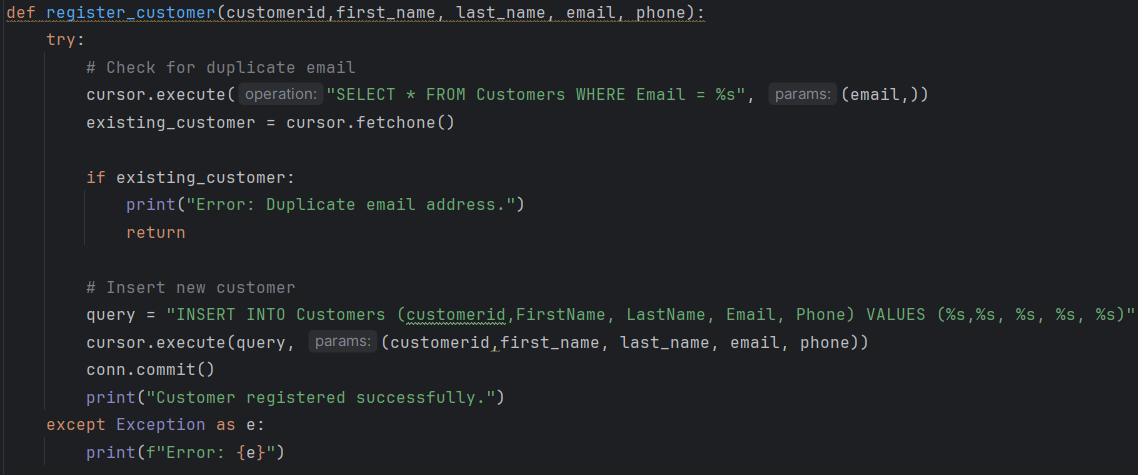 def register_customer(customerid,first_name, last_name, email, phone):
    try:
        # Check for duplicate email
        cursor.execute( operation: "SELECT * FROM Customers WHERE Email = %s",  params: (email,))
        existing_customer = cursor.fetchone()

        if existing_customer:
            print("Error: Duplicate email address.")
            return

        # Insert new customer
        query = "INSERT INTO Customers (customerid,FirstName, LastName, Email, Phone) VALUES (%s,%s, %s, %s, %s)"
        cursor.execute(query,  params: (customerid,first_name, last_name, email, phone))
        conn.commit()
        print("Customer registered successfully.")
    except Exception as e:
        print(f"Error: {e}")